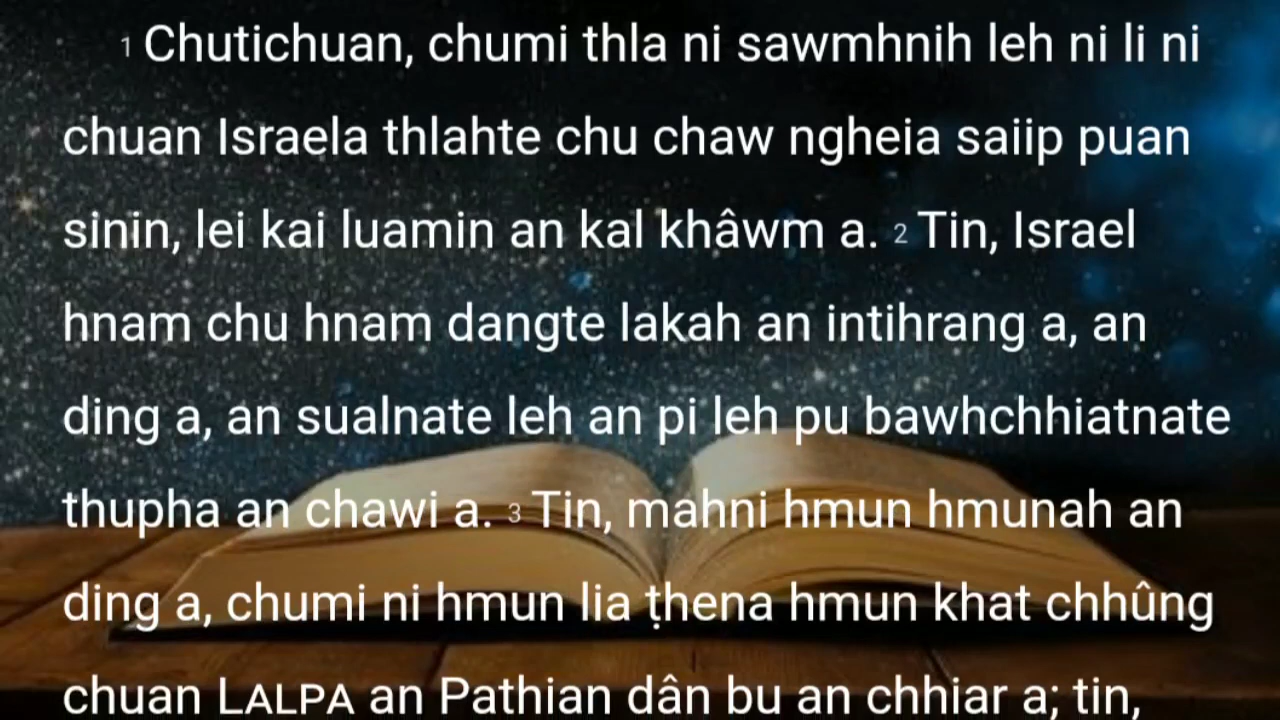 1 Chutichuan, chumi thla ni sawmhnih leh ni li ni
chuan Israela thlahte chu chaw ngheia saiip puan
sinin, lei kai luamin an kal khâwm a. 2 Tin, Israel
hnam chu hnam dangte lakah an intihrang a, an
ding a, an sualnate leh an pi leh pu bawhchhiatnate
thupha an chawi a. 3 Tin, mahni hmun hmunah an
ding a, chumi ni hmun lia ṭhena hmun khat chhûng
chuan LALPA an Pathian dân bu an chhiar a; tin,